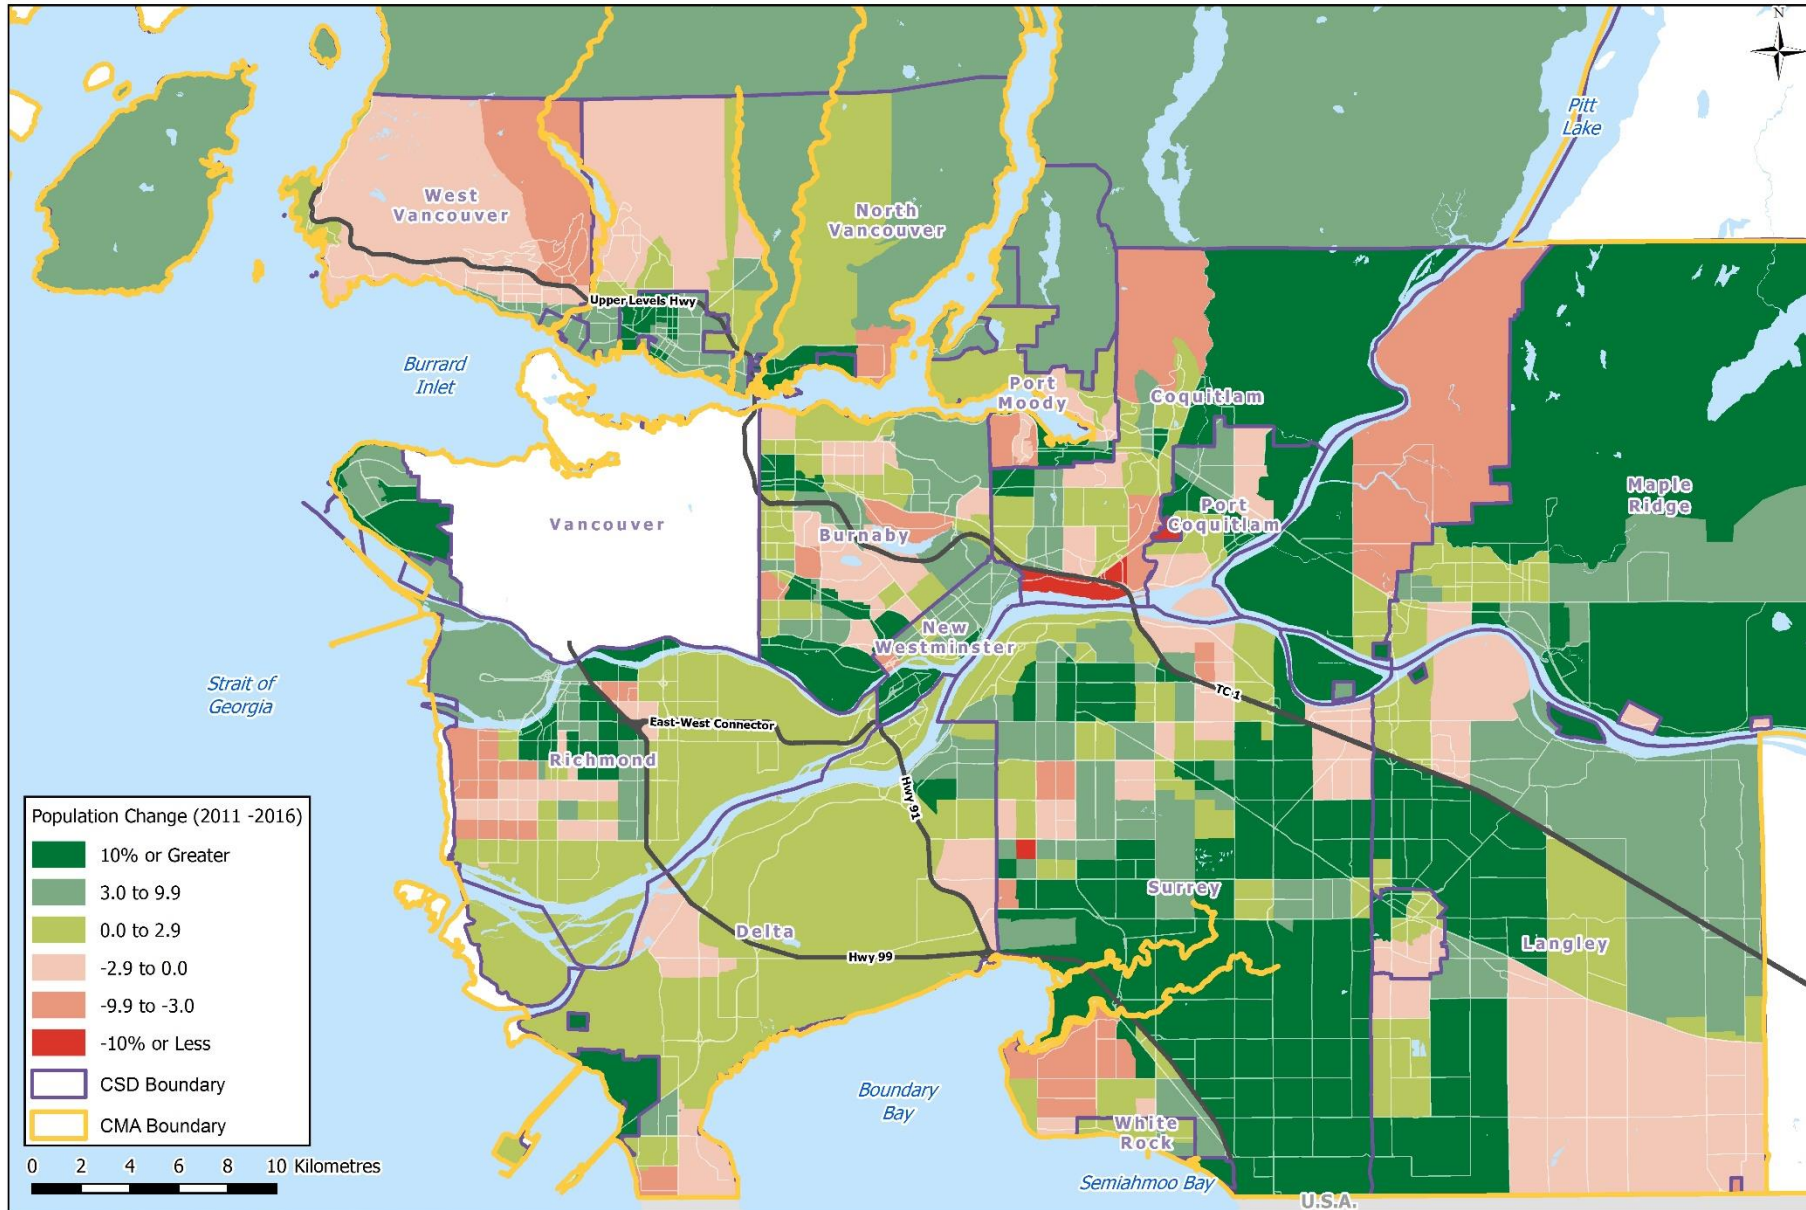 N
Pitt
Lake
West
Vancouver
North
Vancouver
Upper Levels Hwy
Burrard
Inlet
Port
Moody
Coquitlam
Vancouver
Burnaby
Port
Coquitlam
Maple
Ridge
New
Westminster
Strait of
Georgia
TC 1
East-West Connector
Richmond
Hwy 91
Surrey
Delta
Langley
Hwy 99
Boundary
Bay
White
Rock
Semiahmoo Bay
U.S.A.
Population Change (2011 -2016)
10% or Greater
3.0 to 9.9
0.0 to 2.9
-2.9 to 0.0
-9.9 to -3.0
-10% or Less
CSD Boundary
CMA Boundary
0 2 4 6 8 10 Kilometres